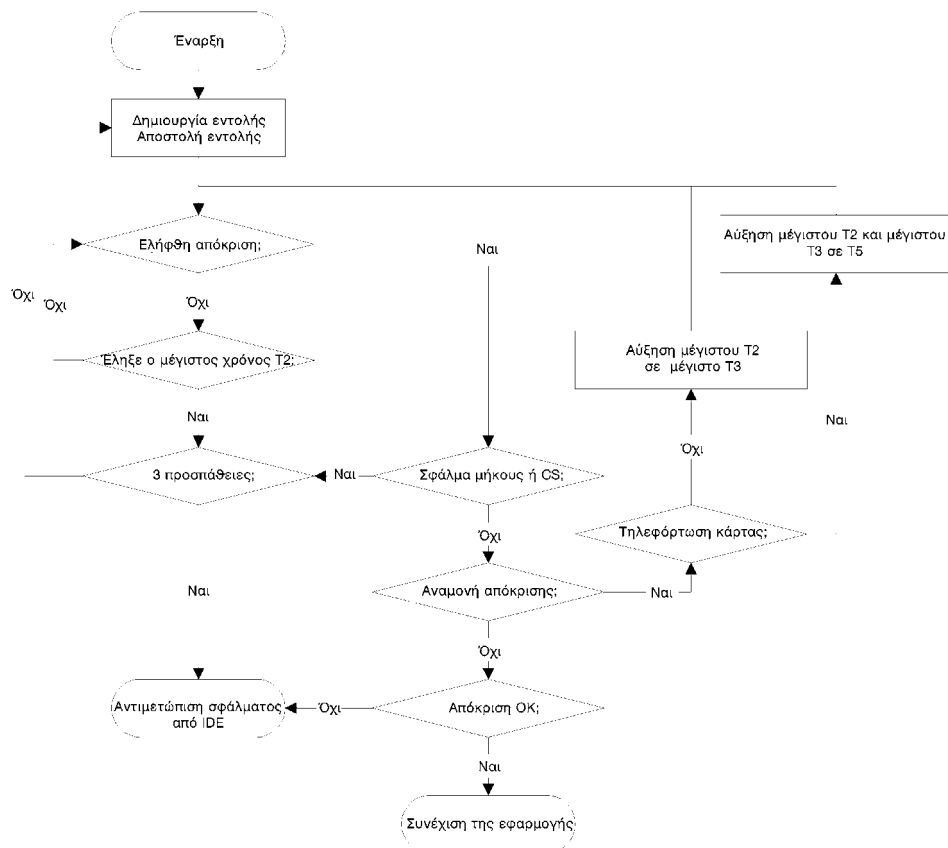 Έναρξη
Δημιουργία εντολής
Αποστολή εντολής
Ελήφθη απόκριση;
Ναι
Αύξηση μέγιστου T2 και μέγιστου
T3 σε T5
Όχι
Όχι
Όχι
Έληξε ο μέγιστος χρόνος T2;
Αύξηση μέγιστου T2
σε μέγιστο T3
Ναι
Ναι
Όχι
3 προσπάθειες;
Ναι
Σφάλμα μήκους ή CS;
Όχι
Τηλεφόρτωση κάρτας;
Ναι
Αναμονή απόκρισης;
Ναι
Όχι
Αντιμετώπιση σφάλματος
από IDE
Όχι
Απόκριση OK;
Ναι
Συνέχιση της εφαρμογής